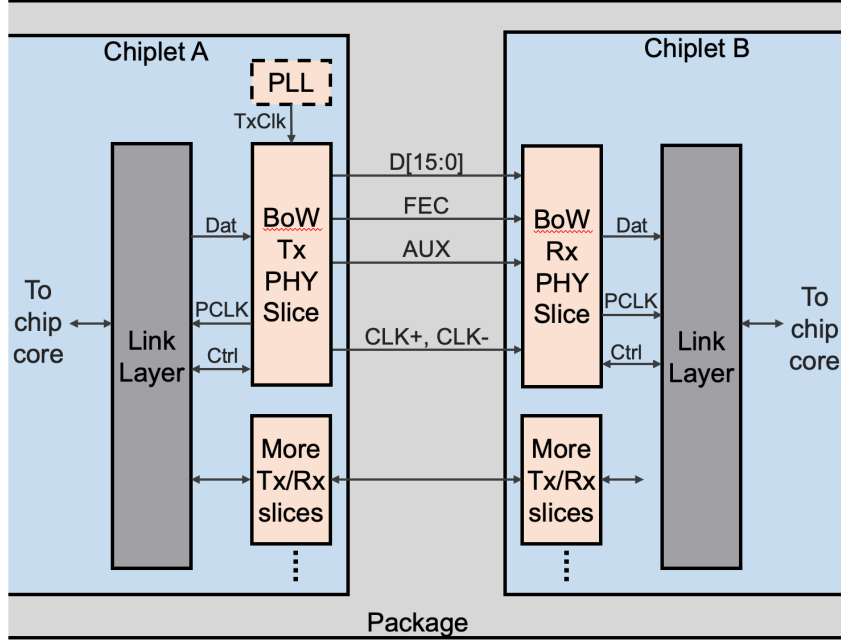 Chiplet A
Chiplet B
PLL
TxClk
D[15:0]
FEC
AUX
CLK+, CLK-
BoW
Tx
PHY
Slice
BoW
Rx
PHY
Slice
Dat
PCLK
Ctrl
Dat
PCLK
Ctrl
To
chip
core
Link
Layer
Link
Layer
To
chip
core
More
Tx/Rx
slices
More
Tx/Rx
slices
Package